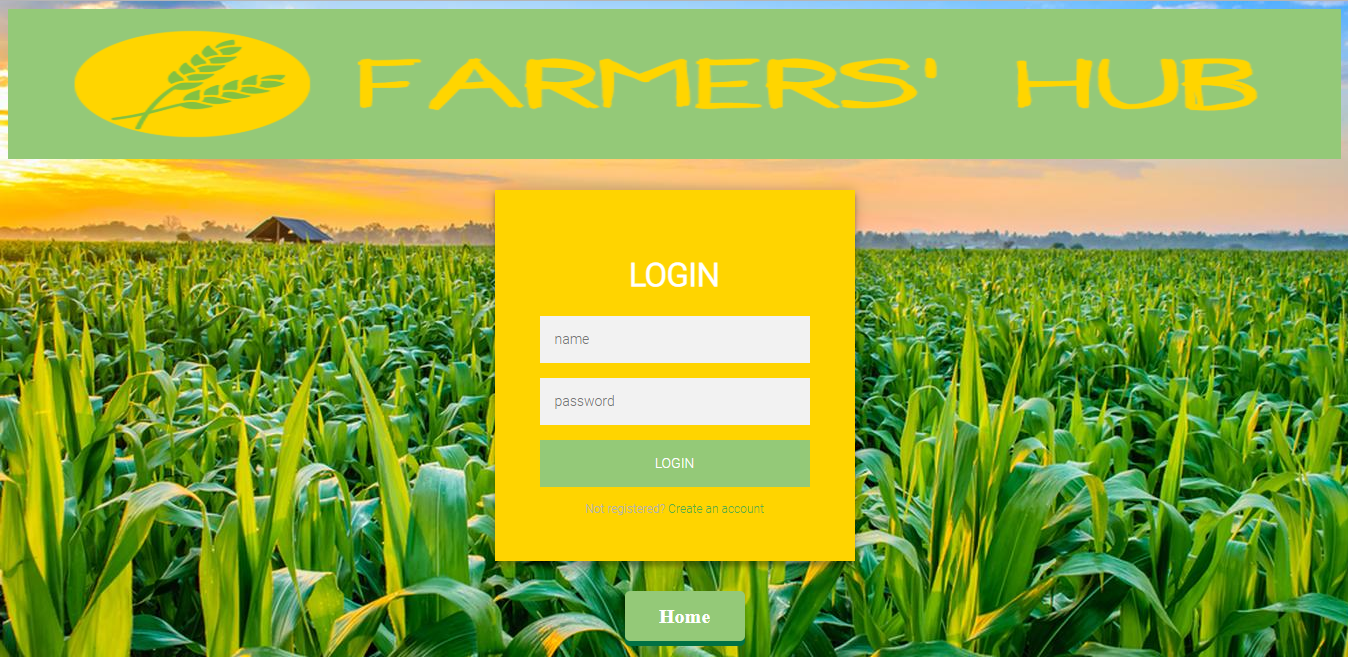 FARMERS' HUB
LOGIN
name
password
LOGIN
Not registered? Create an account
Home